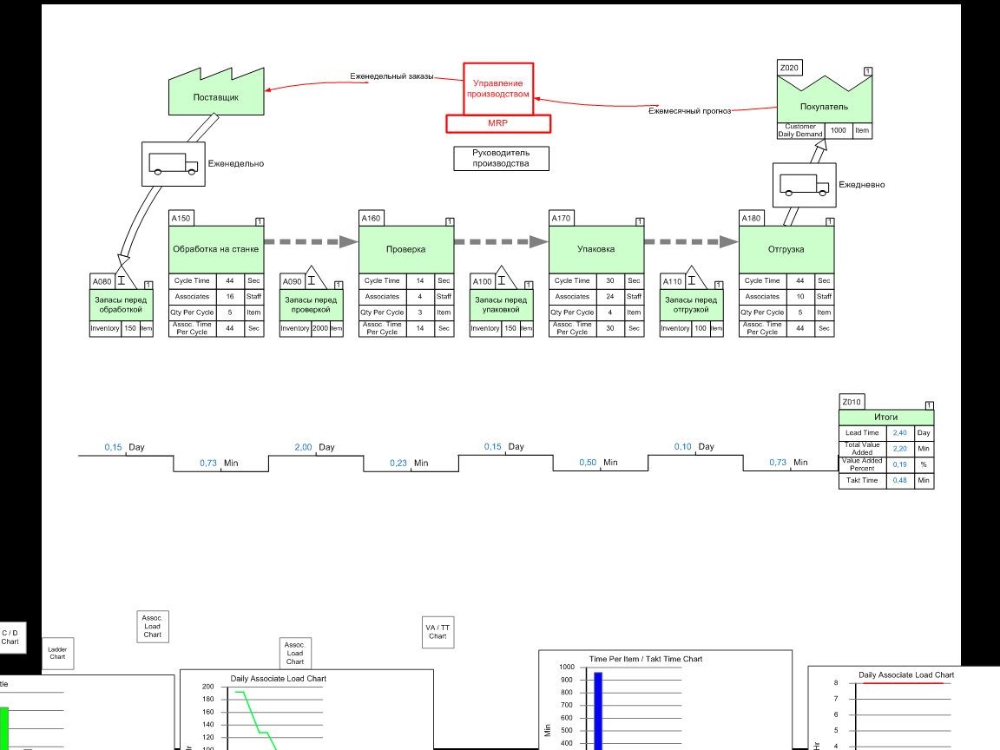 Z020
1
Поставщик
Еженедельный заказы
Управление
производством
MRP
Ежемесячный прогноз
Покупатель
Customer
Daily Demand
1000
Item
Руководитель
производства
Еженедельно
Ежедневно
A150
1
Обработка на станке
Cycle Time 44 Sec
Associates 16 Staff
Qty Per Cycle 5 Item
Assoc. Time
Per Cycle
44 Sec
A160
1
Проверка
Cycle Time 14 Sec
Associates 4 Staff
Qty Per Cycle 3 Item
Assoc. Time
Per Cycle
14 Sec
A170
1
Упаковка
Cycle Time 30 Sec
Associates 24 Staff
Qty Per Cycle 4 Item
Assoc. Time
Per Cycle
30 Sec
A180
1
Отгрузка
Cycle Time 44 Sec
Associates 10 Staff
Qty Per Cycle 5 Item
Assoc. Time
Per Cycle
44 Sec
A080
I
1
Запасы перед
обработкой
Inventory 150 Item
A090
I
1
Запасы перед
проверкой
Inventory 2000 Item
A100
I
1
Запасы перед
упаковкой
Inventory 150 Item
A110
I
1
Запасы перед
отгрузкой
Inventory 100 Item
Z010
1
Итоги
Lead Time 2,40 Day
Total Value
Added
2,20 Min
Value Added
Percent
0,19 %
Takt Time 0,48 Min
0,15 Day
0,73 Min
2,00 Day
0,23 Min
0,15 Day
0,50 Min
0,10 Day
0,73 Min
C / D
Chart
Ladder
Chart
Assoc.
Load
Chart
Assoc.
Load
Chart
VA / TT
Chart
tle
Daily Associate Load Chart
200
180
160
140
120
100
Time Per Item / Takt Time Chart
1000
900
800
700
600
500
400
Min
Daily Associate Load Chart
8
7
6
5
4
Hr